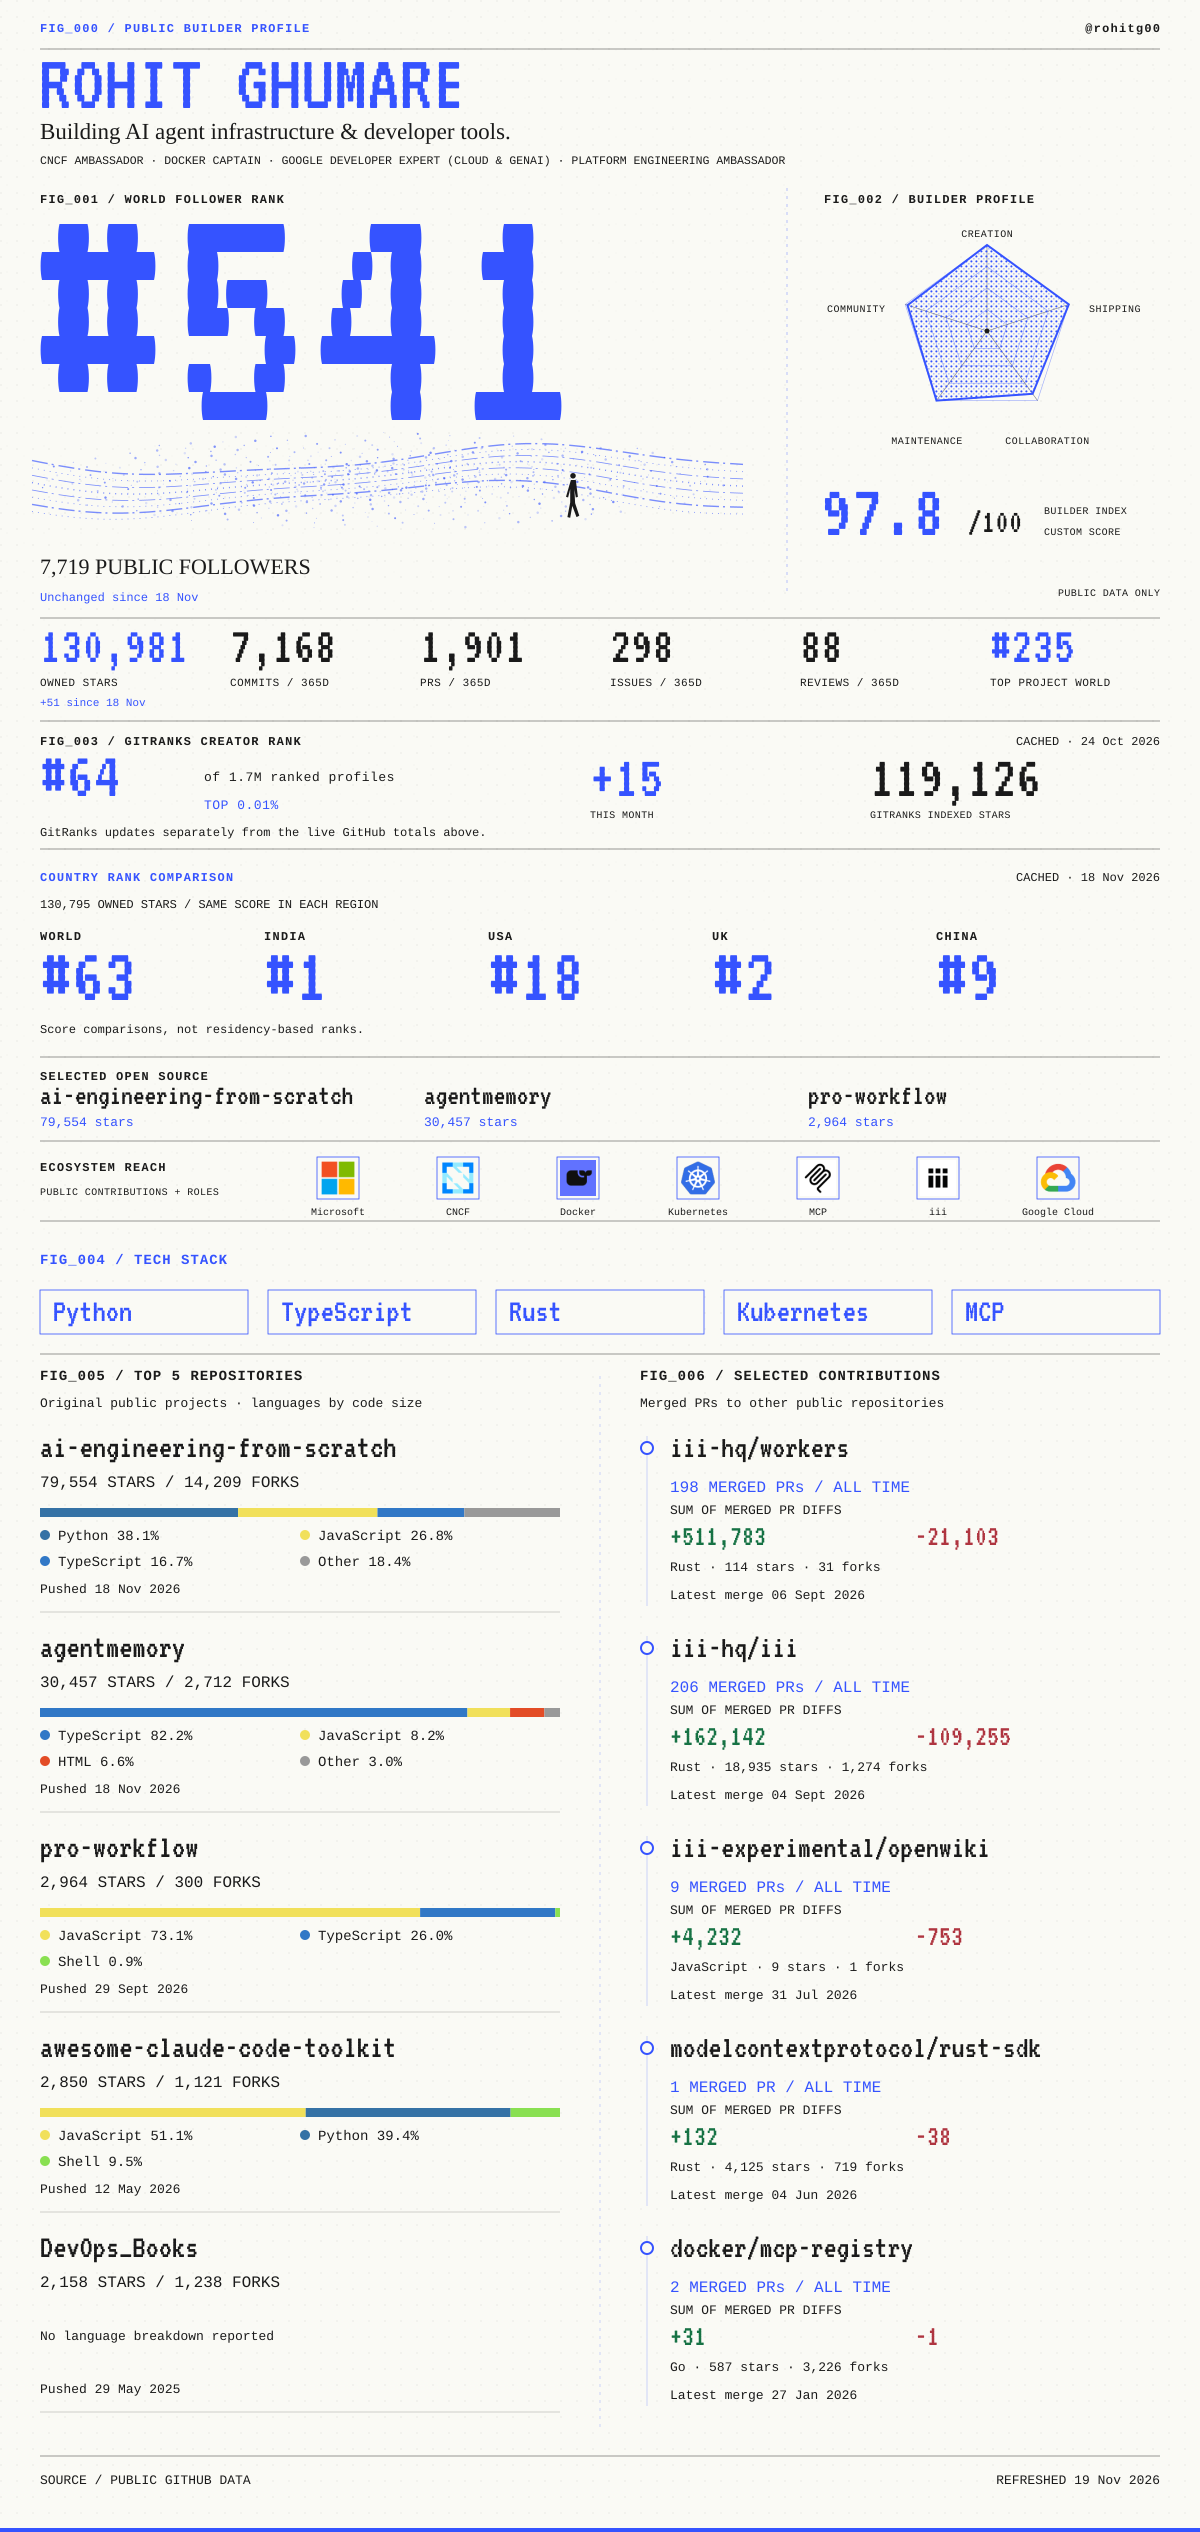 FIG_000 / PUBLIC BUILDER PROFILE
@rohitg00
ROHIT GHUMARE
Building AI agent infrastructure & developer tools.
CNCF AMBASSADOR · DOCKER CAPTAIN · GOOGLE DEVELOPER EXPERT (CLOUD & GENAI) · PLATFORM ENGINEERING AMBASSADOR
FIG_001 / WORLD FOLLOWER RANK
#541
7,719 PUBLIC FOLLOWERS
Unchanged since 18 Nov
FIG_002 / BUILDER PROFILE
CREATION
COMMUNITY
SHIPPING
MAINTENANCE
COLLABORATION
97.8 /100
BUILDER INDEX
CUSTOM SCORE
PUBLIC DATA ONLY
130,981
OWNED STARS
+51 since 18 Nov
7,168
COMMITS / 365D
1,901
PRS / 365D
298
ISSUES / 365D
88
REVIEWS / 365D
#235
TOP PROJECT WORLD
FIG_003 / GITRANKS CREATOR RANK
CACHED · 24 Oct 2026
#64
of 1.7M ranked profiles
TOP 0.01%
+15
THIS MONTH
119,126
GITRANKS INDEXED STARS
GitRanks updates separately from the live GitHub totals above.
COUNTRY RANK COMPARISON
CACHED · 18 Nov 2026
130,795 OWNED STARS / SAME SCORE IN EACH REGION
WORLD
#63
INDIA
#1
USA
#18
UK
#2
CHINA
#9
Score comparisons, not residency-based ranks.
SELECTED OPEN SOURCE
ai-engineering-from-scratch
79,554 stars
agentmemory
30,457 stars
pro-workflow
2,964 stars
ECOSYSTEM REACH
PUBLIC CONTRIBUTIONS + ROLES
Microsoft
CNCF
Docker
Kubernetes
MCP
iii
Google Cloud
FIG_004 / TECH STACK
Python
TypeScript
Rust
Kubernetes
MCP
FIG_005 / TOP 5 REPOSITORIES
Original public projects · languages by code size
ai-engineering-from-scratch
79,554 STARS / 14,209 FORKS
Python 38.1%
JavaScript 26.8%
TypeScript 16.7%
Other 18.4%
Pushed 18 Nov 2026
agentmemory
30,457 STARS / 2,712 FORKS
TypeScript 82.2%
JavaScript 8.2%
HTML 6.6%
Other 3.0%
Pushed 18 Nov 2026
pro-workflow
2,964 STARS / 300 FORKS
JavaScript 73.1%
TypeScript 26.0%
Shell 0.9%
Pushed 29 Sept 2026
awesome-claude-code-toolkit
2,850 STARS / 1,121 FORKS
JavaScript 51.1%
Python 39.4%
Shell 9.5%
Pushed 12 May 2026
DevOps_Books
2,158 STARS / 1,238 FORKS
No language breakdown reported
Pushed 29 May 2025
FIG_006 / SELECTED CONTRIBUTIONS
Merged PRs to other public repositories
iii-hq/workers
198 MERGED PRs / ALL TIME
SUM OF MERGED PR DIFFS
+511,783 -21,103
Rust · 114 stars · 31 forks
Latest merge 06 Sept 2026
iii-hq/iii
206 MERGED PRs / ALL TIME
SUM OF MERGED PR DIFFS
+162,142 -109,255
Rust · 18,935 stars · 1,274 forks
Latest merge 04 Sept 2026
iii-experimental/openwiki
9 MERGED PRs / ALL TIME
SUM OF MERGED PR DIFFS
+4,232 -753
JavaScript · 9 stars · 1 forks
Latest merge 31 Jul 2026
modelcontextprotocol/rust-sdk
1 MERGED PR / ALL TIME
SUM OF MERGED PR DIFFS
+132 -38
Rust · 4,125 stars · 719 forks
Latest merge 04 Jun 2026
docker/mcp-registry
2 MERGED PRs / ALL TIME
SUM OF MERGED PR DIFFS
+31 -1
Go · 587 stars · 3,226 forks
Latest merge 27 Jan 2026
SOURCE / PUBLIC GITHUB DATA
REFRESHED 19 Nov 2026